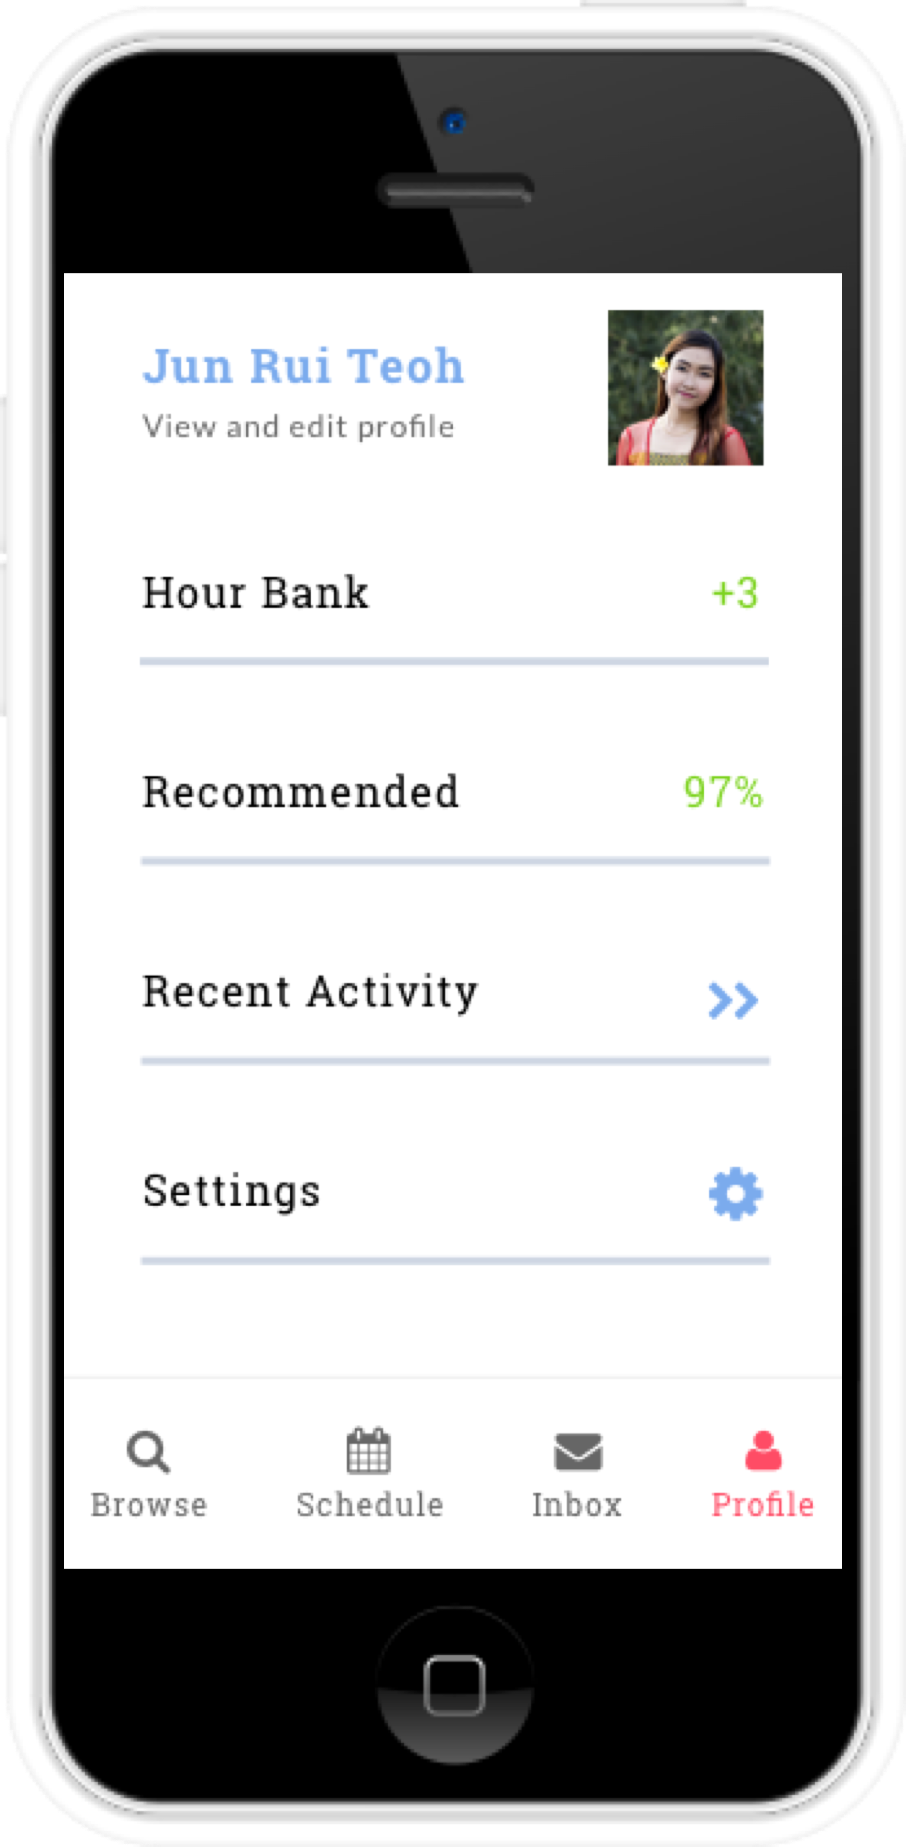 Jun Rui Teoh
View and edit profile
Hour Bank +3
Recommended 97%
Recent Activity
Settings
Browse Schedule Inbox Profile